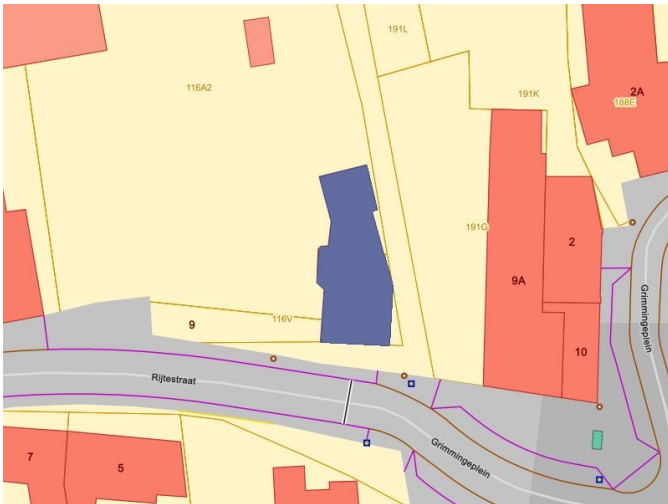 191L
116A2
191K
2A
188E
191G
2
9A
Grimmingeplein
116V
9
10
Rijtestraat
Grimmingeplein
7
5